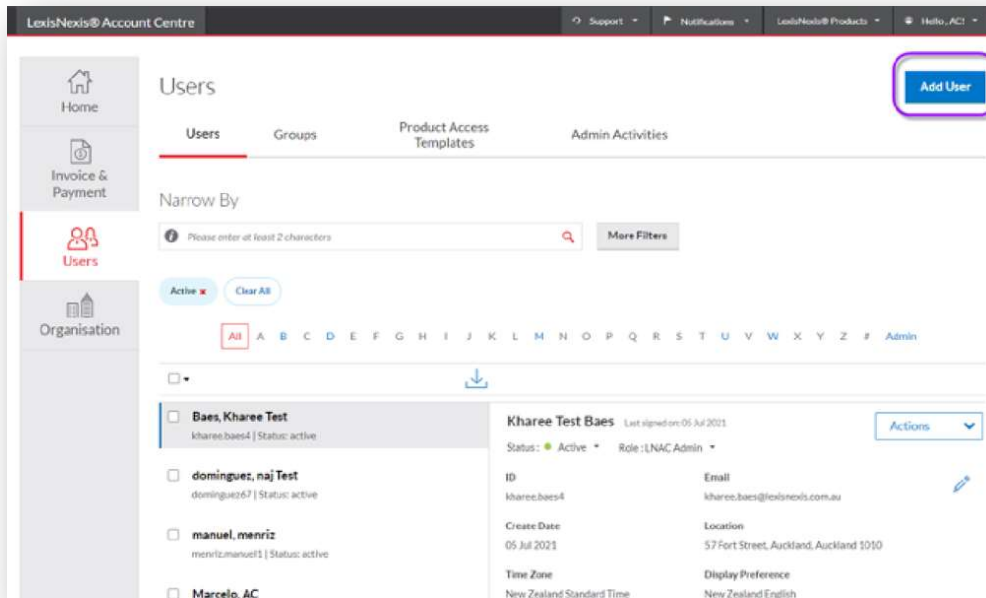 LexisNexis® Account Centre
Support
Notifications
LexisNexis® Products
Hello, AC!
Home
Invoice &
Payment
Users
Organisation
Users
Add User
Users
Groups
Product Access
Templates
Admin Activities
Narrow By
Please enter at least 2 characters
More Filters
Active x
Clear All
All A B C D E F G H I J K L M N O P Q R S T U V W X Y Z # Admin
Baes, Kharee Test
kharee.baes4 | Status: active
dominguez, naj Test
dominguez67 | Status: active
manuel, menriz
menriz.manuel1 | Status: active
Marcelo, AC
Kharee Test Baes Last signed on: 05 Jul 2021
Actions
Status: Active Role: LNAC Admin
ID
kharee.baes4
Email
kharee.baes@lexisnexis.com.au
Create Date
05 Jul 2021
Location
57 Fort Street, Auckland, Auckland 1010
Time Zone
New Zealand Standard Time
Display Preference
New Zealand English